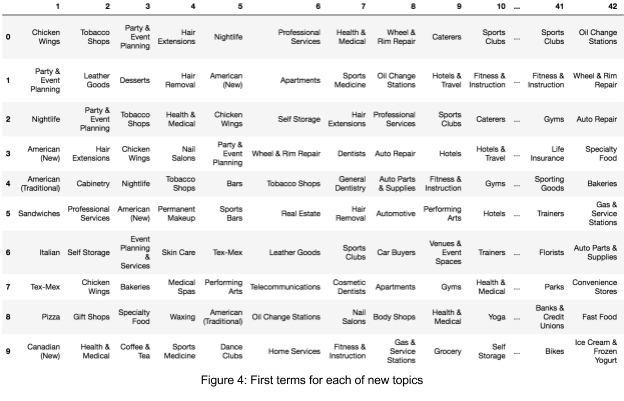 1 2 3 4 5 6 7 8 9 10 ... 41 42
0 Chicken Wings Tobacco Shops Party & Event Planning Hair Extensions Nightlife Professional Services Health & Medical Wheel & Rim Repair Caterers Sports Clubs ... Sports Clubs Oil Change Stations
1 Party & Event Planning Leather Goods Desserts Hair Removal American (New) Apartments Sports Medicine Oil Change Stations Hotels & Travel Fitness & Instruction ... Fitness & Instruction Wheel & Rim Repair
2 Nightlife Party & Event Planning Tobacco Shops Health & Medical Chicken Wings Self Storage Hair Extensions Professional Services Sports Clubs Caterers ... Gyms Auto Repair
3 American (New) Hair Extensions Chicken Wings Nail Salons Party & Event Planning Wheel & Rim Repair Dentists Auto Repair Hotels Hotels & Travel ... Life Insurance Specialty Food
4 American (Traditional) Cabinetry Nightlife Tobacco Shops Bars Tobacco Shops General Dentistry Auto Parts & Supplies Fitness & Instruction Gyms ... Sporting Goods Bakeries
5 Sandwiches Professional Services American (New) Permanent Makeup Sports Bars Real Estate Hair Removal Automotive Performing Arts Hotels ... Trainers Gas & Service Stations
6 Italian Self Storage Event Planning & Services Skin Care Tex-Mex Leather Goods Sports Clubs Car Buyers Venues & Event Spaces Trainers ... Florists Auto Parts & Supplies
7 Tex-Mex Chicken Wings Bakeries Medical Spas Performing Arts Telecommunications Cosmetic Dentists Apartments Gyms Health & Medical ... Parks Convenience Stores
8 Pizza Gift Shops Specialty Food Waxing American (Traditional) Oil Change Stations Nail Salons Body Shops Health & Medical Yoga ... Banks & Credit Unions Fast Food
9 Canadian (New) Health & Medical Coffee & Tea Sports Medicine Dance Clubs Home Services Fitness & Instruction Gas & Service Stations Grocery Self Storage ... Bikes Ice Cream & Frozen Yogurt
Figure 4: First terms for each of new topics